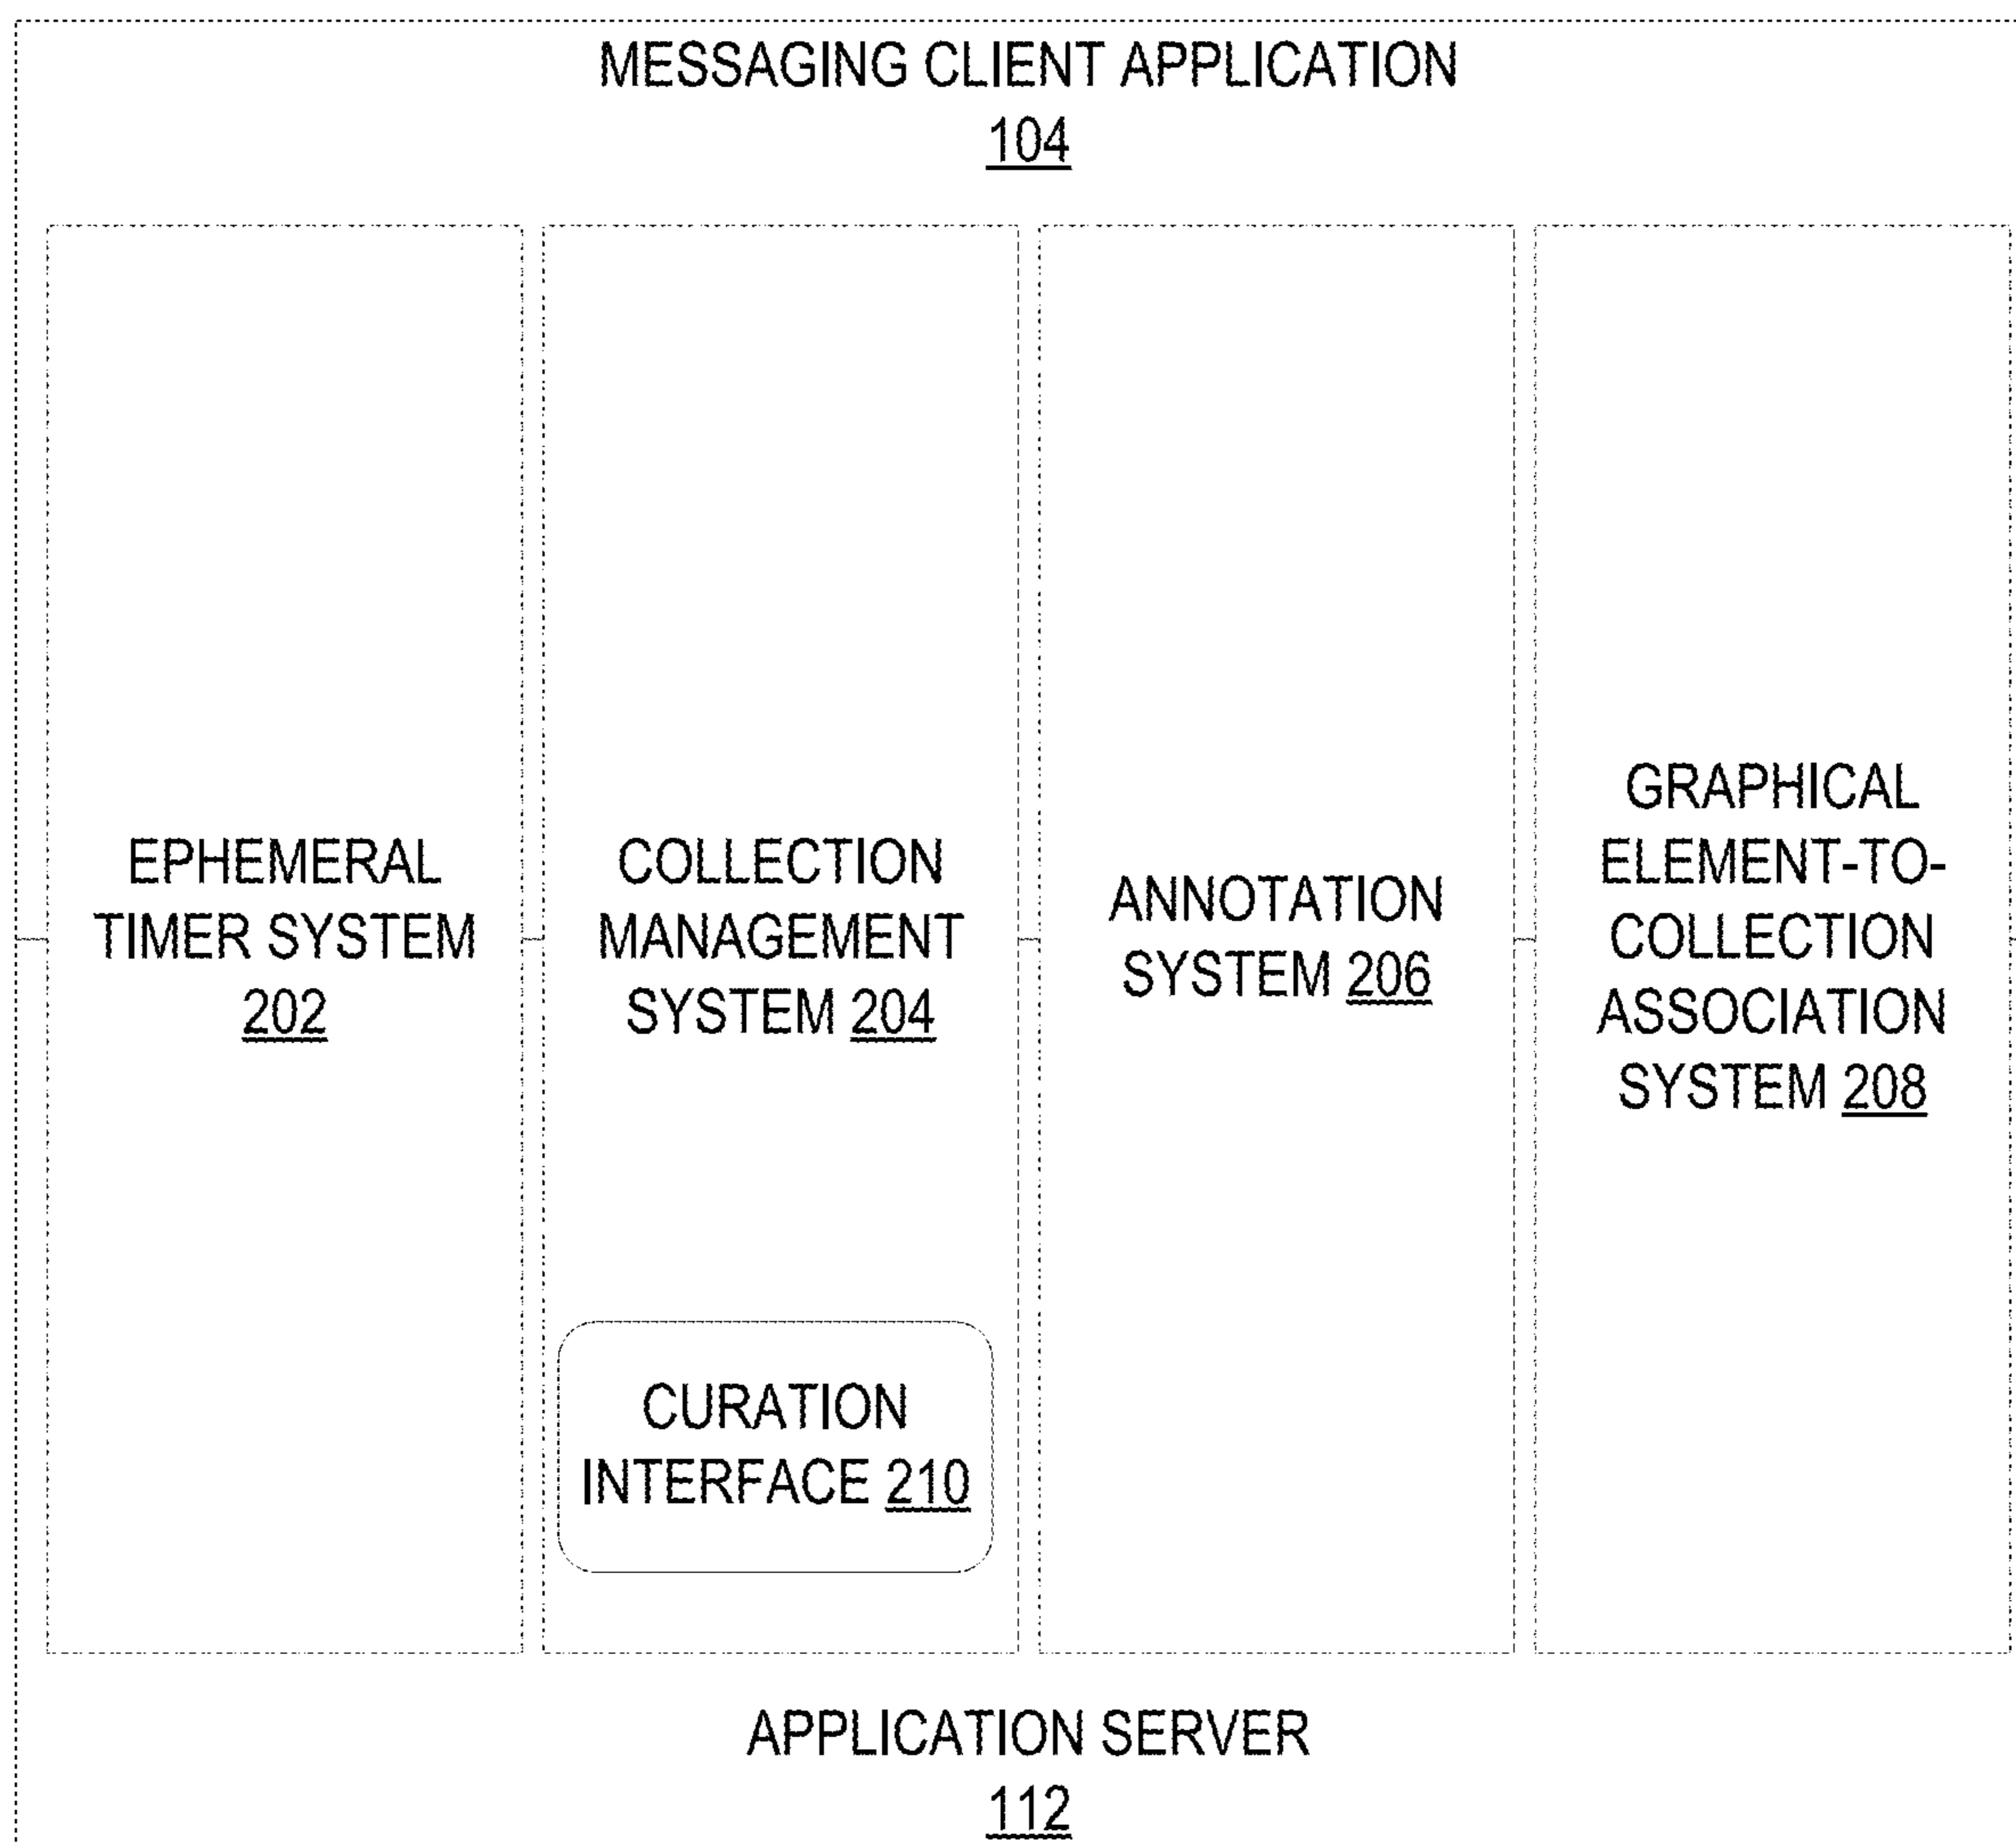 MESSAGING CLIENT APPLICATION
104
EPHEMERAL
TIMER SYSTEM
202
COLLECTION
MANAGEMENT
SYSTEM 204
CURATION
INTERFACE 210
ANNOTATION
SYSTEM 206
GRAPHICAL
ELEMENT-TO-
COLLECTION
ASSOCIATION
SYSTEM 208
APPLICATION SERVER
112